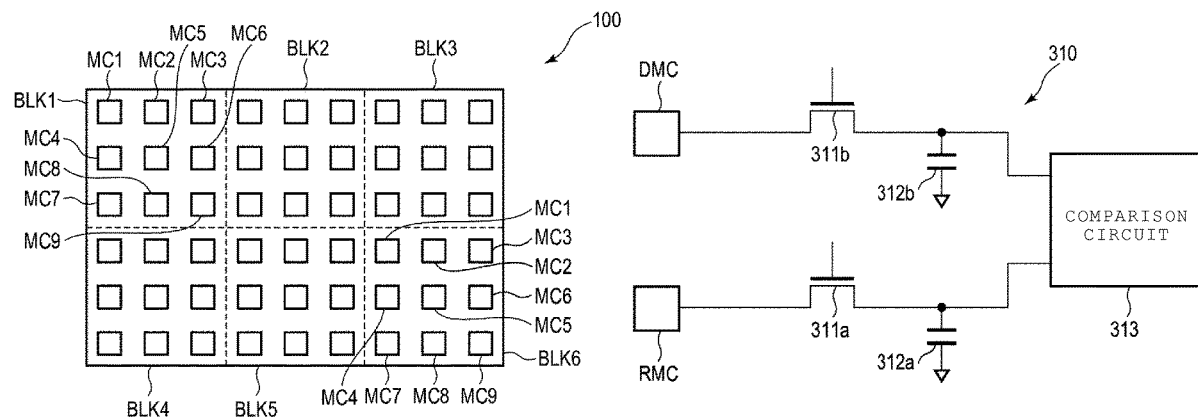 MC1 MC2 MC5 MC3 MC6 BLK2 BLK3 100
BLK1
MC4
MC8
MC7
MC9
MC1
MC3
MC2
MC6
MC5
BLK6
BLK4 BLK5 MC4 MC7 MC8 MC9
DMC 310
311b
312b
COMPARISON
CIRCUIT
311a
313
RMC 312a